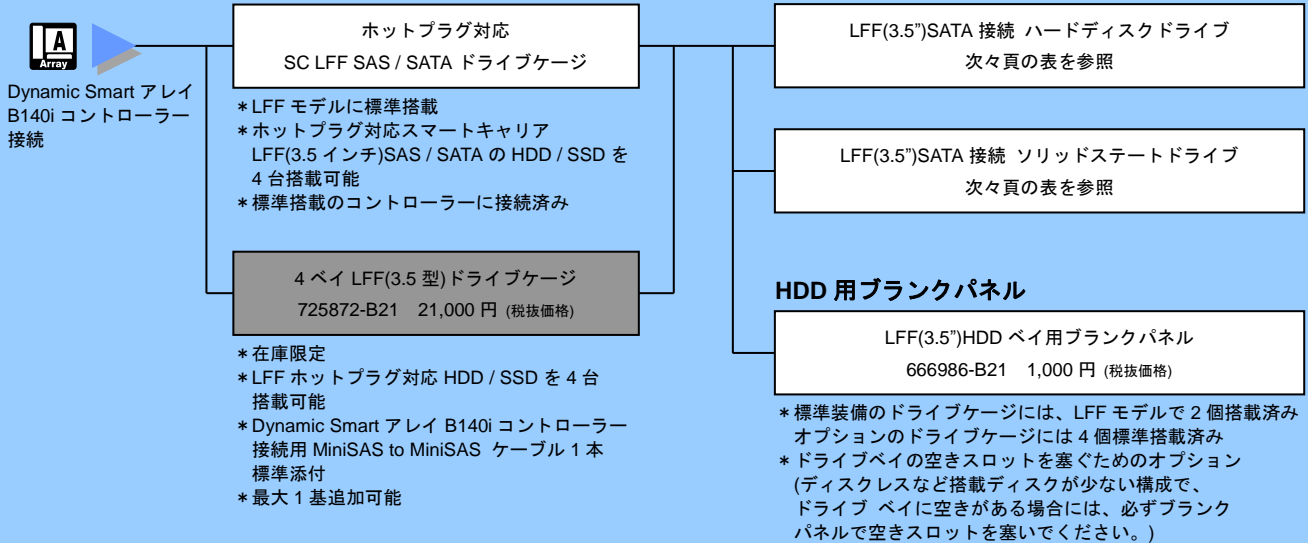 A
Array
Dynamic Smart アレイ
B140i コントローラー
接続
ホットプラグ対応
SC LFF SAS / SATA ドライブケージ
*LFF モデルに標準搭載
*ホットプラグ対応スマートキャリア
LFF(3.5 インチ)SAS / SATA の HDD / SSD を
4 台搭載可能
*標準搭載のコントローラーに接続済み
4 ベイ LFF(3.5 型)ドライブケージ
725872-B21 21,000 円 (税抜価格)
*在庫限定
*LFF ホットプラグ対応 HDD / SSD を 4 台
搭載可能
*Dynamic Smart アレイ B140i コントローラー
接続用 MiniSAS to MiniSAS ケーブル 1 本
標準添付
*最大 1 基追加可能
LFF(3.5”)SATA 接続 ハードディスクドライブ
次々頁の表を参照
LFF(3.5”)SATA 接続 ソリッドステートドライブ
次々頁の表を参照
HDD 用ブランクパネル
LFF(3.5”)HDD ベイ用ブランクパネル
666986-B21 1,000 円 (税抜価格)
*標準装備のドライブケージには、LFF モデルで 2 個搭載済み
オプションのドライブケージには 4 個標準搭載済み
*ドライブベイの空きスロットを塞ぐためのオプション
(ディスクレスなど搭載ディスクが少ない構成で、
ドライブ ベイに空きがある場合には、必ずブランク
パネルで空きスロットを塞いでください。)